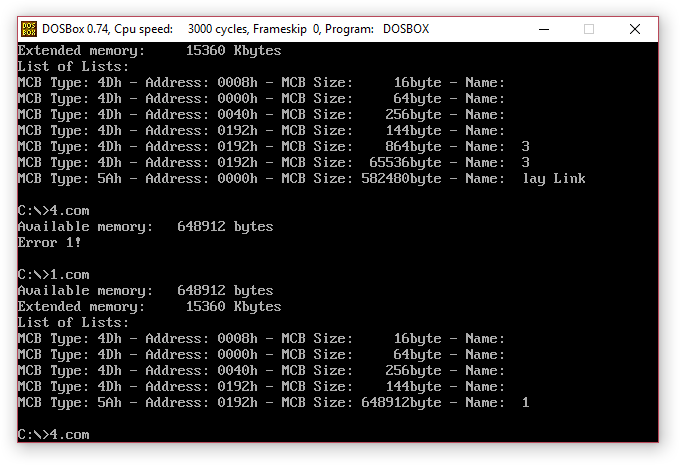 DOS BOX DOSBox 0.74, Cpu speed: 3000 cycles, Frameskip 0, Program: DOSBOX
Extended memory: 15360 Kbytes
List of Lists:
MCB Type: 4Dh - Address: 0008h - MCB Size: 16byte - Name:
MCB Type: 4Dh - Address: 0000h - MCB Size: 64byte - Name:
MCB Type: 4Dh - Address: 0040h - MCB Size: 256byte - Name:
MCB Type: 4Dh - Address: 0192h - MCB Size: 144byte - Name:
MCB Type: 4Dh - Address: 0192h - MCB Size: 864byte - Name: 3
MCB Type: 4Dh - Address: 0192h - MCB Size: 65536byte - Name: 3
MCB Type: 5Ah - Address: 0000h - MCB Size: 582480byte - Name: lay Link
C:\>4.com
Available memory: 648912 bytes
Error 1!
C:\>1.com
Available memory: 648912 bytes
Extended memory: 15360 Kbytes
List of Lists:
MCB Type: 4Dh - Address: 0008h - MCB Size: 16byte - Name:
MCB Type: 4Dh - Address: 0000h - MCB Size: 64byte - Name:
MCB Type: 4Dh - Address: 0040h - MCB Size: 256byte - Name:
MCB Type: 4Dh - Address: 0192h - MCB Size: 144byte - Name:
MCB Type: 5Ah - Address: 0192h - MCB Size: 648912byte - Name: 1
C:\>4.com